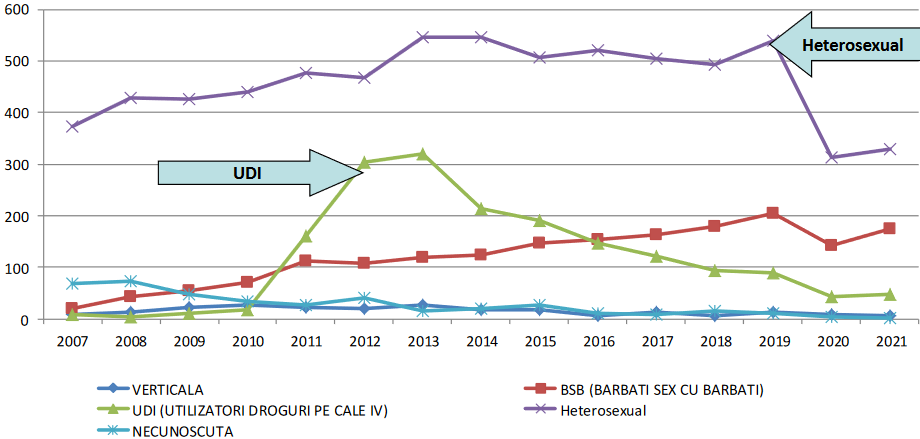 600
500
400
300
200
100
0
Heterosexual
UDI
2007 2008 2009 2010 2011 2012 2013 2014 2015 2016 2017 2018 2019 2020 2021
VERTICALA
BSB (BARBATI SEX CU BARBATI)
UDI (UTILIZATORI DROGURI PE CALE IV)
Heterosexual
NECUNOSCUTA